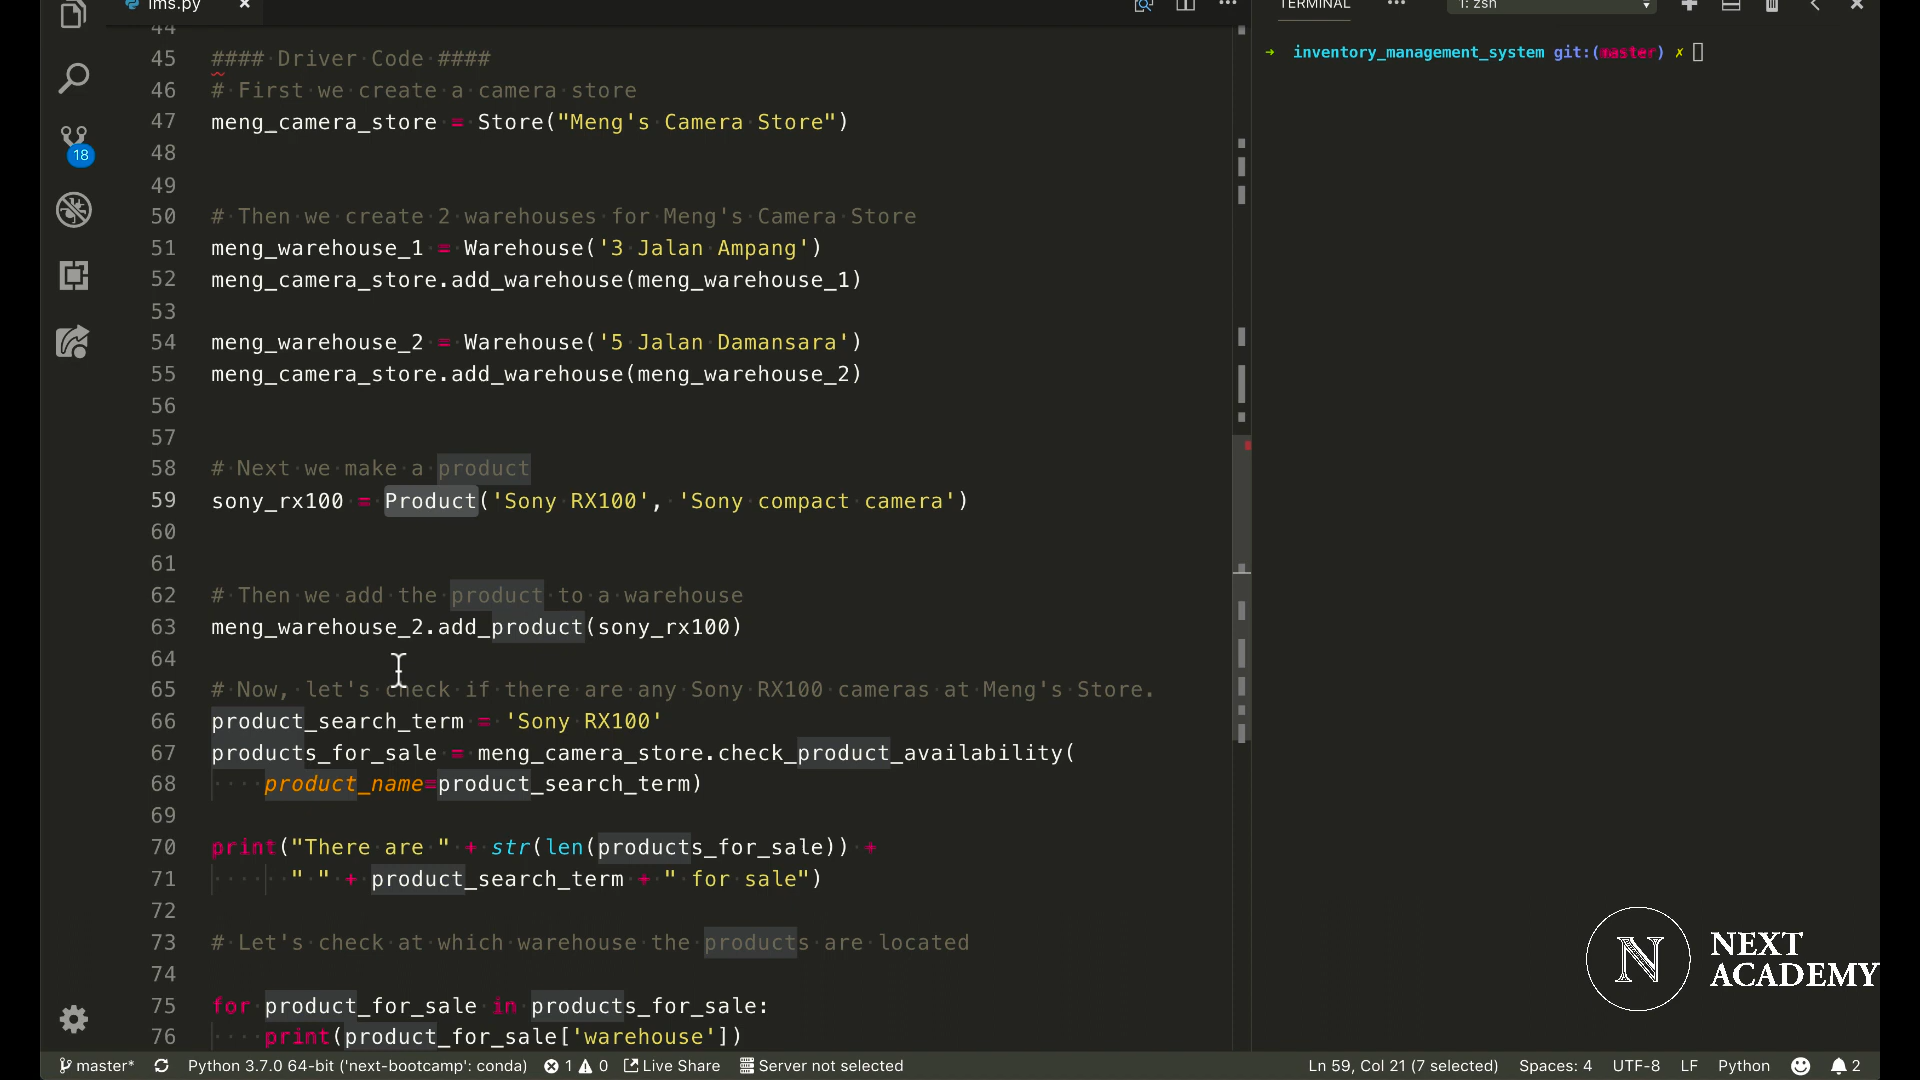 ims.py
TERMINAL
1: zsh
44
45 #### Driver Code ####
46 # First we create a camera store
47 meng_camera_store = Store("Meng's Camera Store")
48
49
50 # Then we create 2 warehouses for Meng's Camera Store
51 meng_warehouse_1 = Warehouse('3 Jalan Ampang')
52 meng_camera_store.add_warehouse(meng_warehouse_1)
53
54 meng_warehouse_2 = Warehouse('5 Jalan Damansara')
55 meng_camera_store.add_warehouse(meng_warehouse_2)
56
57
58 # Next we make a product
59 sony_rx100 = Product('Sony RX100', 'Sony compact camera')
60
61
62 # Then we add the product to a warehouse
63 meng_warehouse_2.add_product(sony_rx100)
64
65 # Now, let's check if there are any Sony RX100 cameras at Meng's Store.
66 product_search_term = 'Sony RX100'
67 products_for_sale = meng_camera_store.check_product_availability(
68     product_name=product_search_term)
69
70 print("There are " + str(len(products_for_sale)) +
71       " " + product_search_term + " for sale")
72
73 # Let's check at which warehouse the products are located
74
75 for product_for_sale in products_for_sale:
76     print(product_for_sale['warehouse'])
→ inventory_management_system git:(master) ✗
18
NEXT
ACADEMY
N
master* Python 3.7.0 64-bit ('next-bootcamp': conda) 1 0 Live Share Server not selected Ln 59, Col 21 (7 selected) Spaces: 4 UTF-8 LF Python 2